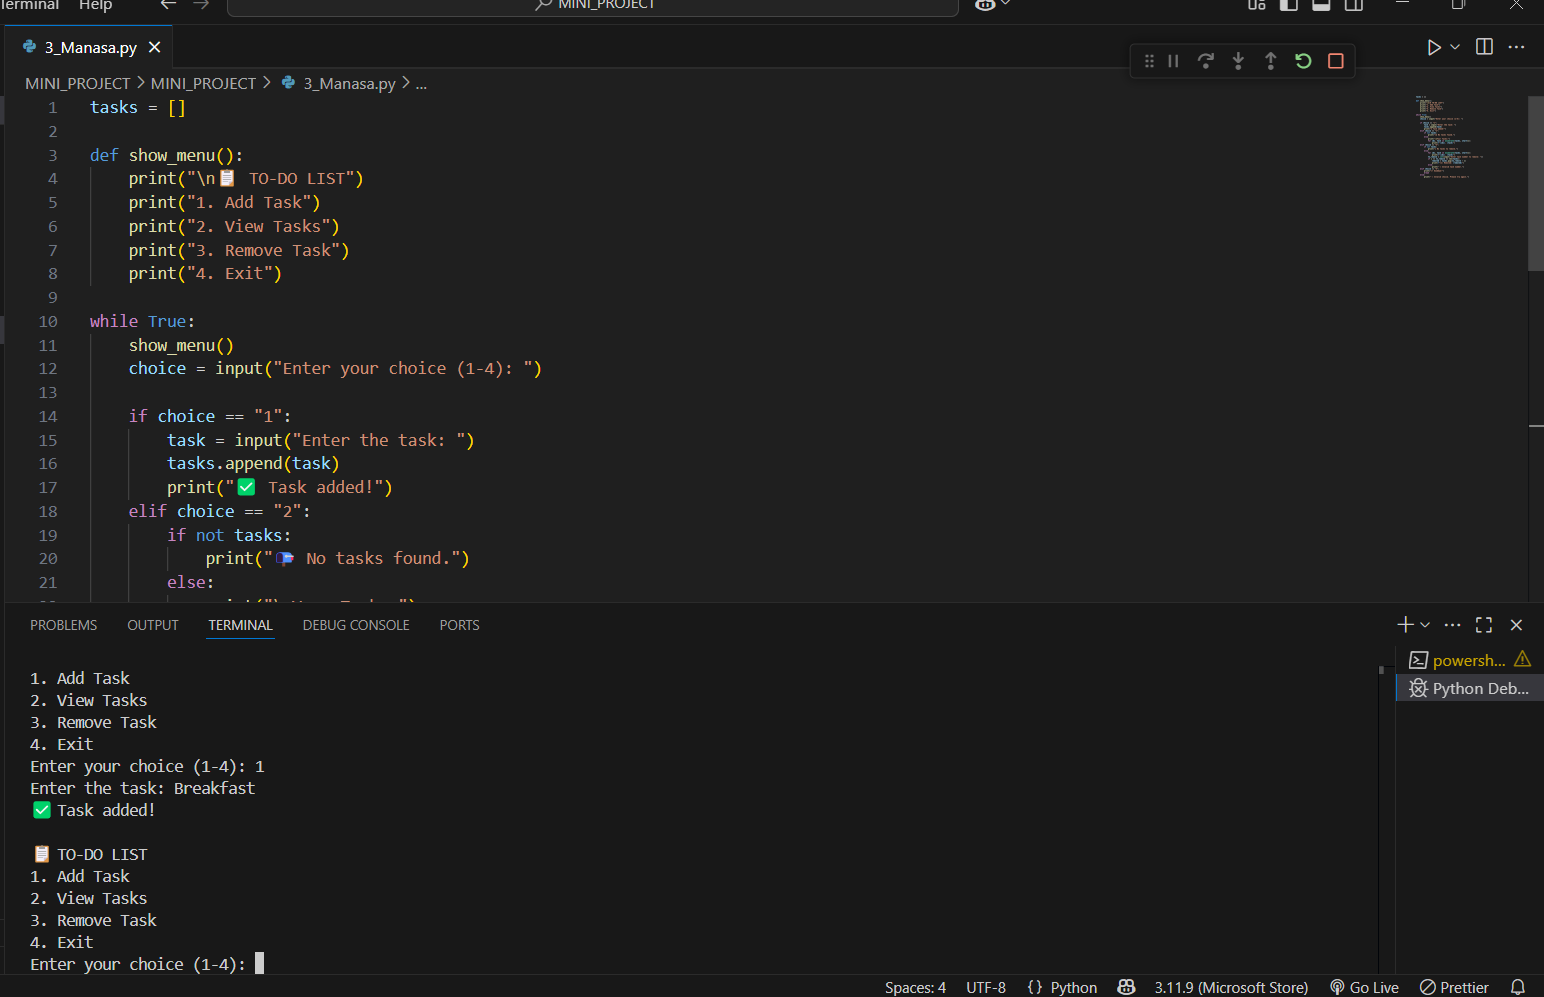 Terminal Help MINI_PROJECT
3_Manasa.py
MINI_PROJECT > MINI_PROJECT > 3_Manasa.py > ...
1 tasks = []
2
3 def show_menu():
4 print("\n📋 TO-DO LIST")
5 print("1. Add Task")
6 print("2. View Tasks")
7 print("3. Remove Task")
8 print("4. Exit")
9
10 while True:
11 show_menu()
12 choice = input("Enter your choice (1-4): ")
13
14 if choice == "1":
15 task = input("Enter the task: ")
16 tasks.append(task)
17 print("✅ Task added!")
18 elif choice == "2":
19 if not tasks:
20 print("📭 No tasks found.")
21 else:
PROBLEMS OUTPUT TERMINAL DEBUG CONSOLE PORTS
powersh...
Python Deb...
1. Add Task
2. View Tasks
3. Remove Task
4. Exit
Enter your choice (1-4): 1
Enter the task: Breakfast
✅ Task added!
📋 TO-DO LIST
1. Add Task
2. View Tasks
3. Remove Task
4. Exit
Enter your choice (1-4):
Spaces: 4 UTF-8 {} Python 3.11.9 (Microsoft Store) Go Live Prettier